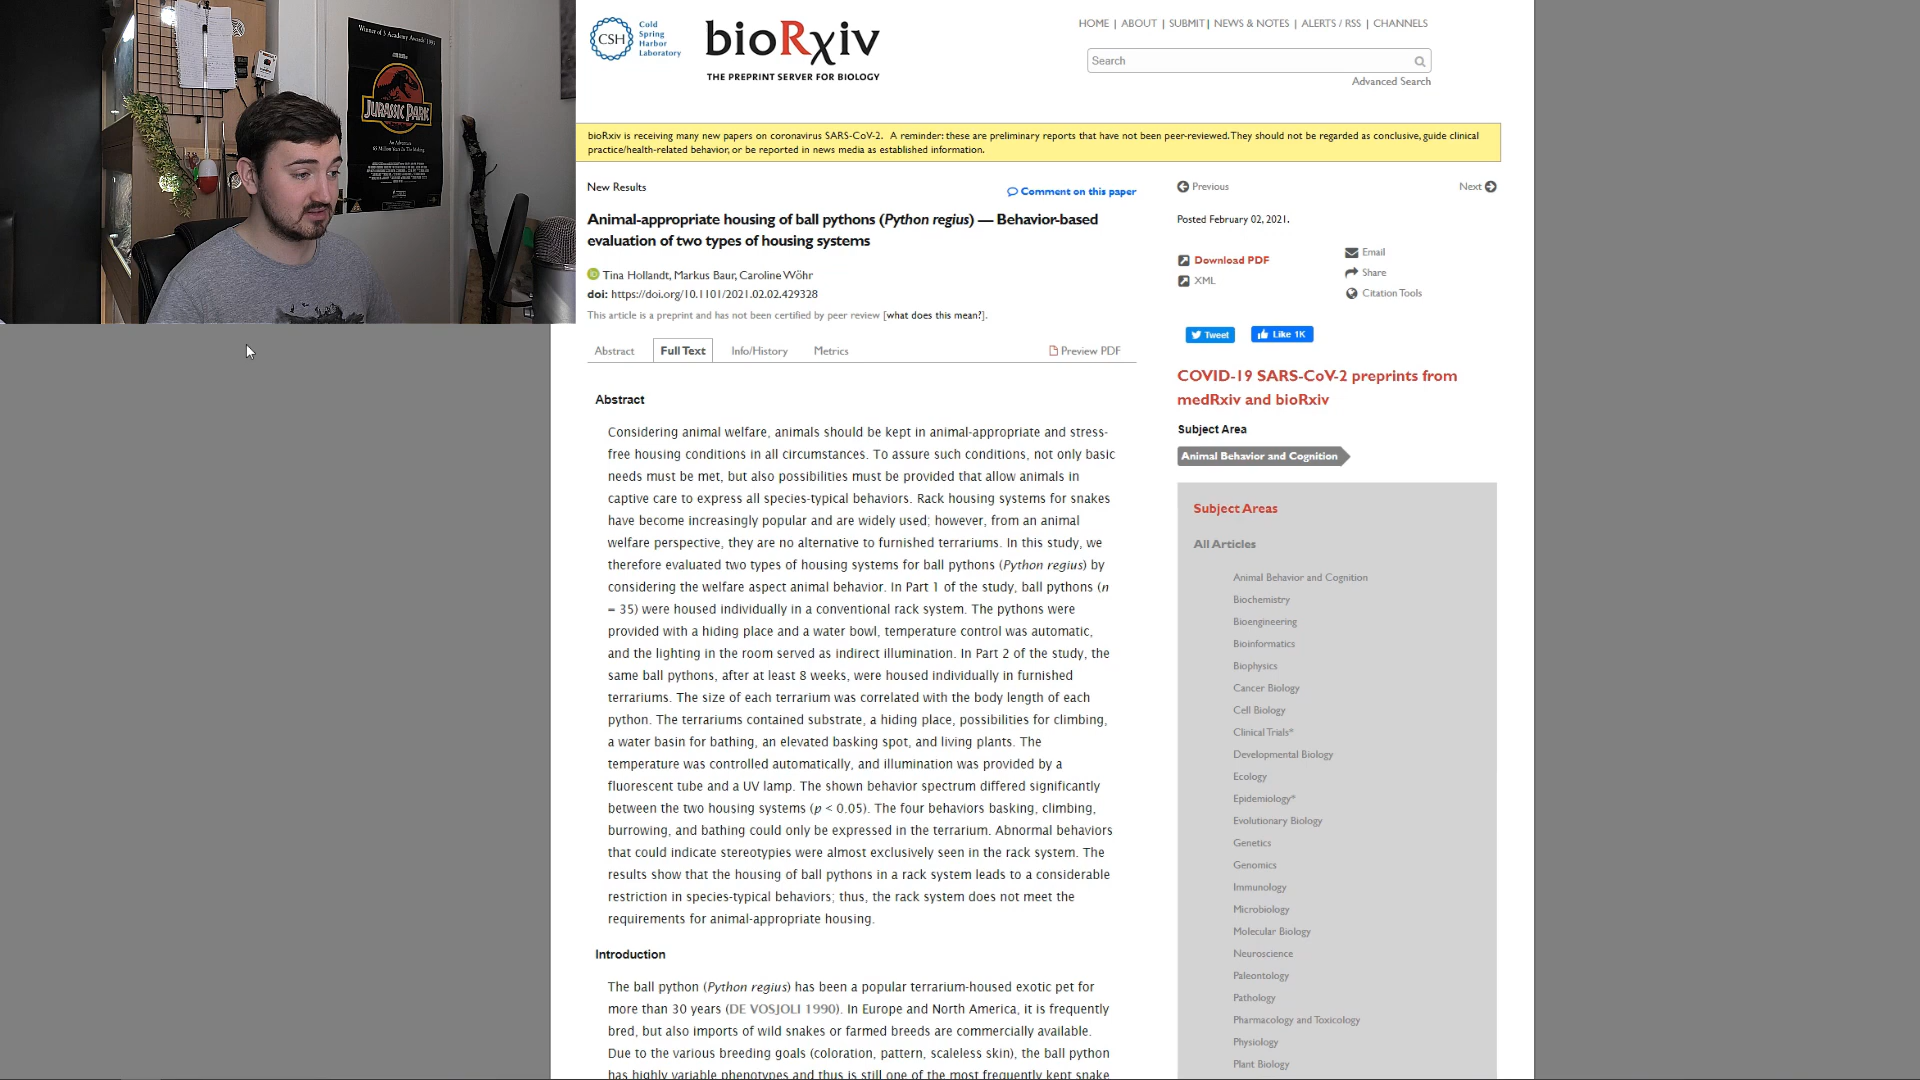 Winner of 3 Academy Awards 1993
JURASSIC PARK
An Adventure
65 Million Years In The Making.
CSH
Cold
Spring
Harbor
Laboratory
bioRxiv
THE PREPRINT SERVER FOR BIOLOGY
HOME | ABOUT | SUBMIT | NEWS & NOTES | ALERTS / RSS | CHANNELS
Search
Advanced Search
bioRxiv is receiving many new papers on coronavirus SARS-CoV-2. A reminder: these are preliminary reports that have not been peer-reviewed. They should not be regarded as conclusive, guide clinical
practice/health-related behavior, or be reported in news media as established information.
New Results
Comment on this paper
Animal-appropriate housing of ball pythons (Python regius) — Behavior-based
evaluation of two types of housing systems
Tina Hollandt, Markus Baur, Caroline Wöhr
doi: https://doi.org/10.1101/2021.02.02.429328
This article is a preprint and has not been certified by peer review [what does this mean?].
Abstract Full Text Info/History Metrics Preview PDF
Abstract
Considering animal welfare, animals should be kept in animal-appropriate and stress-
free housing conditions in all circumstances. To assure such conditions, not only basic
needs must be met, but also possibilities must be provided that allow animals in
captive care to express all species-typical behaviors. Rack housing systems for snakes
have become increasingly popular and are widely used; however, from an animal
welfare perspective, they are no alternative to furnished terrariums. In this study, we
therefore evaluated two types of housing systems for ball pythons (Python regius) by
considering the welfare aspect animal behavior. In Part 1 of the study, ball pythons (n
= 35) were housed individually in a conventional rack system. The pythons were
provided with a hiding place and a water bowl, temperature control was automatic,
and the lighting in the room served as indirect illumination. In Part 2 of the study, the
same ball pythons, after at least 8 weeks, were housed individually in furnished
terrariums. The size of each terrarium was correlated with the body length of each
python. The terrariums contained substrate, a hiding place, possibilities for climbing,
a water basin for bathing, an elevated basking spot, and living plants. The
temperature was controlled automatically, and illumination was provided by a
fluorescent tube and a UV lamp. The shown behavior spectrum differed significantly
between the two housing systems (p < 0.05). The four behaviors basking, climbing,
burrowing, and bathing could only be expressed in the terrarium. Abnormal behaviors
that could indicate stereotypies were almost exclusively seen in the rack system. The
results show that the housing of ball pythons in a rack system leads to a considerable
restriction in species-typical behaviors; thus, the rack system does not meet the
requirements for animal-appropriate housing.
Introduction
The ball python (Python regius) has been a popular terrarium-housed exotic pet for
more than 30 years (DE VOSJOLI 1990). In Europe and North America, it is frequently
bred, but also imports of wild snakes or farmed breeds are commercially available.
Due to the various breeding goals (coloration, pattern, scaleless skin), the ball python
has highly variable phenotypes and thus is still one of the most frequently kept snake
Previous
Next
Posted February 02, 2021.
Download PDF
XML
Email
Share
Citation Tools
Tweet
Like 1K
COVID-19 SARS-CoV-2 preprints from
medRxiv and bioRxiv
Subject Area
Animal Behavior and Cognition
Subject Areas
All Articles
Animal Behavior and Cognition
Biochemistry
Bioengineering
Bioinformatics
Biophysics
Cancer Biology
Cell Biology
Clinical Trials*
Developmental Biology
Ecology
Epidemiology*
Evolutionary Biology
Genetics
Genomics
Immunology
Microbiology
Molecular Biology
Neuroscience
Paleontology
Pathology
Pharmacology and Toxicology
Physiology
Plant Biology